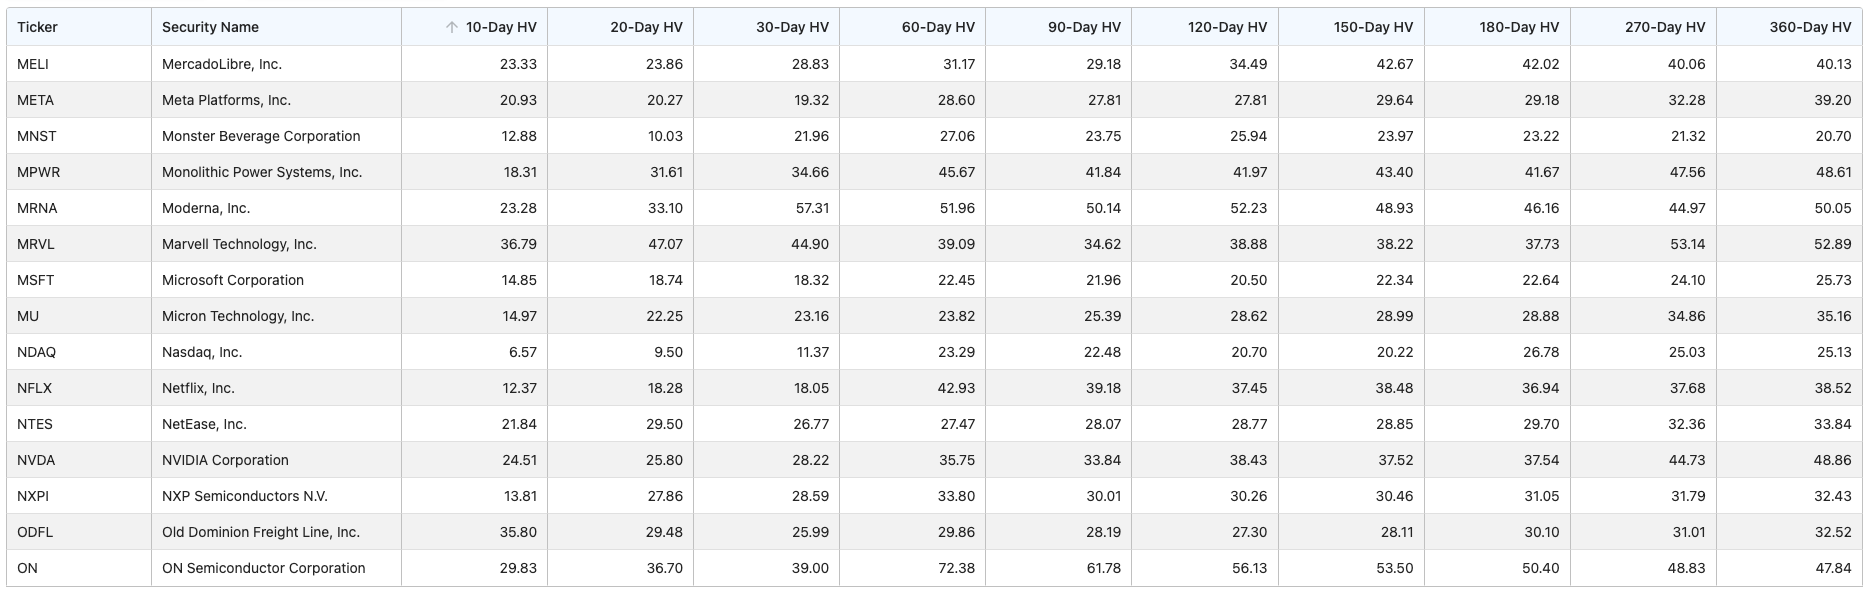 Ticker Security Name ↑ 10-Day HV 20-Day HV 30-Day HV 60-Day HV 90-Day HV 120-Day HV 150-Day HV 180-Day HV 270-Day HV 360-Day HV
MELI MercadoLibre, Inc. 23.33 23.86 28.83 31.17 29.18 34.49 42.67 42.02 40.06 40.13
META Meta Platforms, Inc. 20.93 20.27 19.32 28.60 27.81 27.81 29.64 29.18 32.28 39.20
MNST Monster Beverage Corporation 12.88 10.03 21.96 27.06 23.75 25.94 23.97 23.22 21.32 20.70
MPWR Monolithic Power Systems, Inc. 18.31 31.61 34.66 45.67 41.84 41.97 43.40 41.67 47.56 48.61
MRNA Moderna, Inc. 23.28 33.10 57.31 51.96 50.14 52.23 48.93 46.16 44.97 50.05
MRVL Marvell Technology, Inc. 36.79 47.07 44.90 39.09 34.62 38.88 38.22 37.73 53.14 52.89
MSFT Microsoft Corporation 14.85 18.74 18.32 22.45 21.96 20.50 22.34 22.64 24.10 25.73
MU Micron Technology, Inc. 14.97 22.25 23.16 23.82 25.39 28.62 28.99 28.88 34.86 35.16
NDAQ Nasdaq, Inc. 6.57 9.50 11.37 23.29 22.48 20.70 20.22 26.78 25.03 25.13
NFLX Netflix, Inc. 12.37 18.28 18.05 42.93 39.18 37.45 38.48 36.94 37.68 38.52
NTES NetEase, Inc. 21.84 29.50 26.77 27.47 28.07 28.77 28.85 29.70 32.36 33.84
NVDA NVIDIA Corporation 24.51 25.80 28.22 35.75 33.84 38.43 37.52 37.54 44.73 48.86
NXPI NXP Semiconductors N.V. 13.81 27.86 28.59 33.80 30.01 30.26 30.46 31.05 31.79 32.43
ODFL Old Dominion Freight Line, Inc. 35.80 29.48 25.99 29.86 28.19 27.30 28.11 30.10 31.01 32.52
ON ON Semiconductor Corporation 29.83 36.70 39.00 72.38 61.78 56.13 53.50 50.40 48.83 47.84